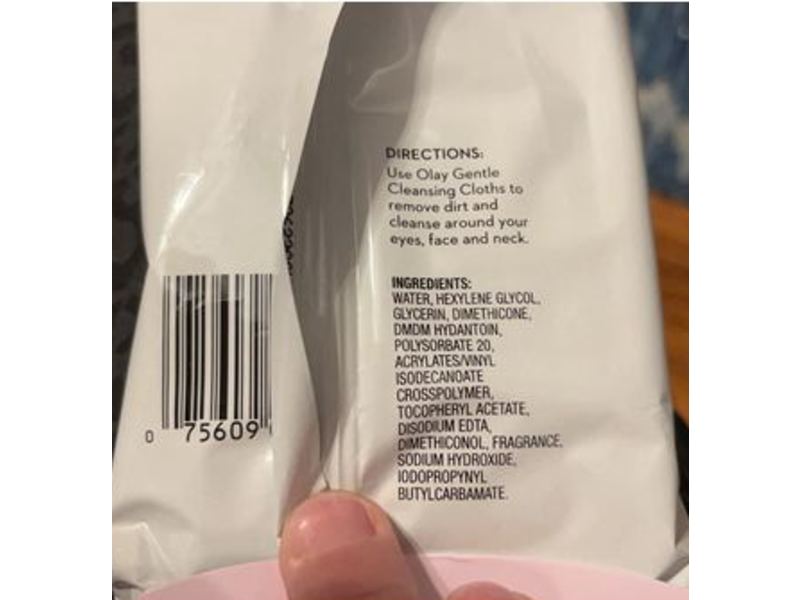 DIRECTIONS:
Use Olay Gentle
Cleansing Cloths to
remove dirt and
cleanse around your
eyes, face and neck.
INGREDIENTS:
WATER, HEXYLENE GLYCOL,
GLYCERIN, DIMETHICONE,
DMDM HYDANTOIN,
POLYSORBATE 20,
ACRYLATES/VINYL
ISODECANOATE
CROSSPOLYMER,
TOCOPHERYL ACETATE,
DISODIUM EDTA,
DIMETHICONOL, FRAGRANCE,
SODIUM HYDROXIDE,
IODOPROPYNYL
BUTYLCARBAMATE.
0 75609